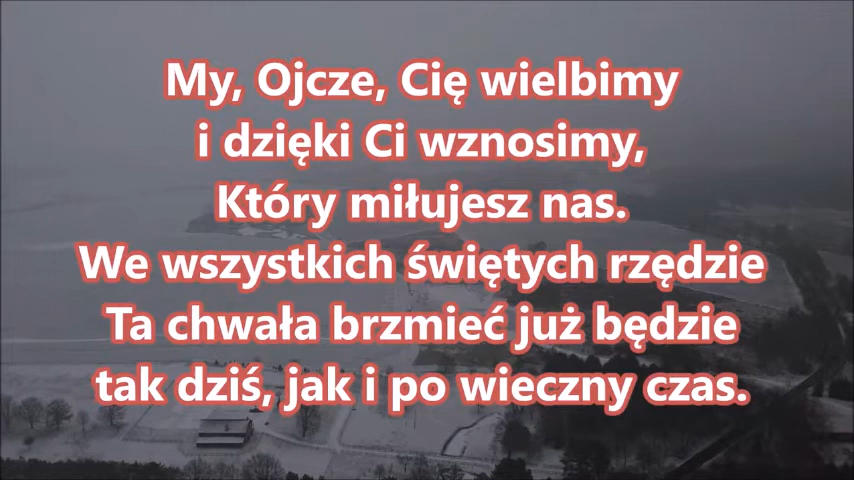 My, Ojcze, Cię wielbimy
i dzięki Ci wznosimy,
Który miłujesz nas.
We wszystkich świętych rzędzie
Ta chwała brzmieć już będzie
tak dziś, jak i po wieczny czas.